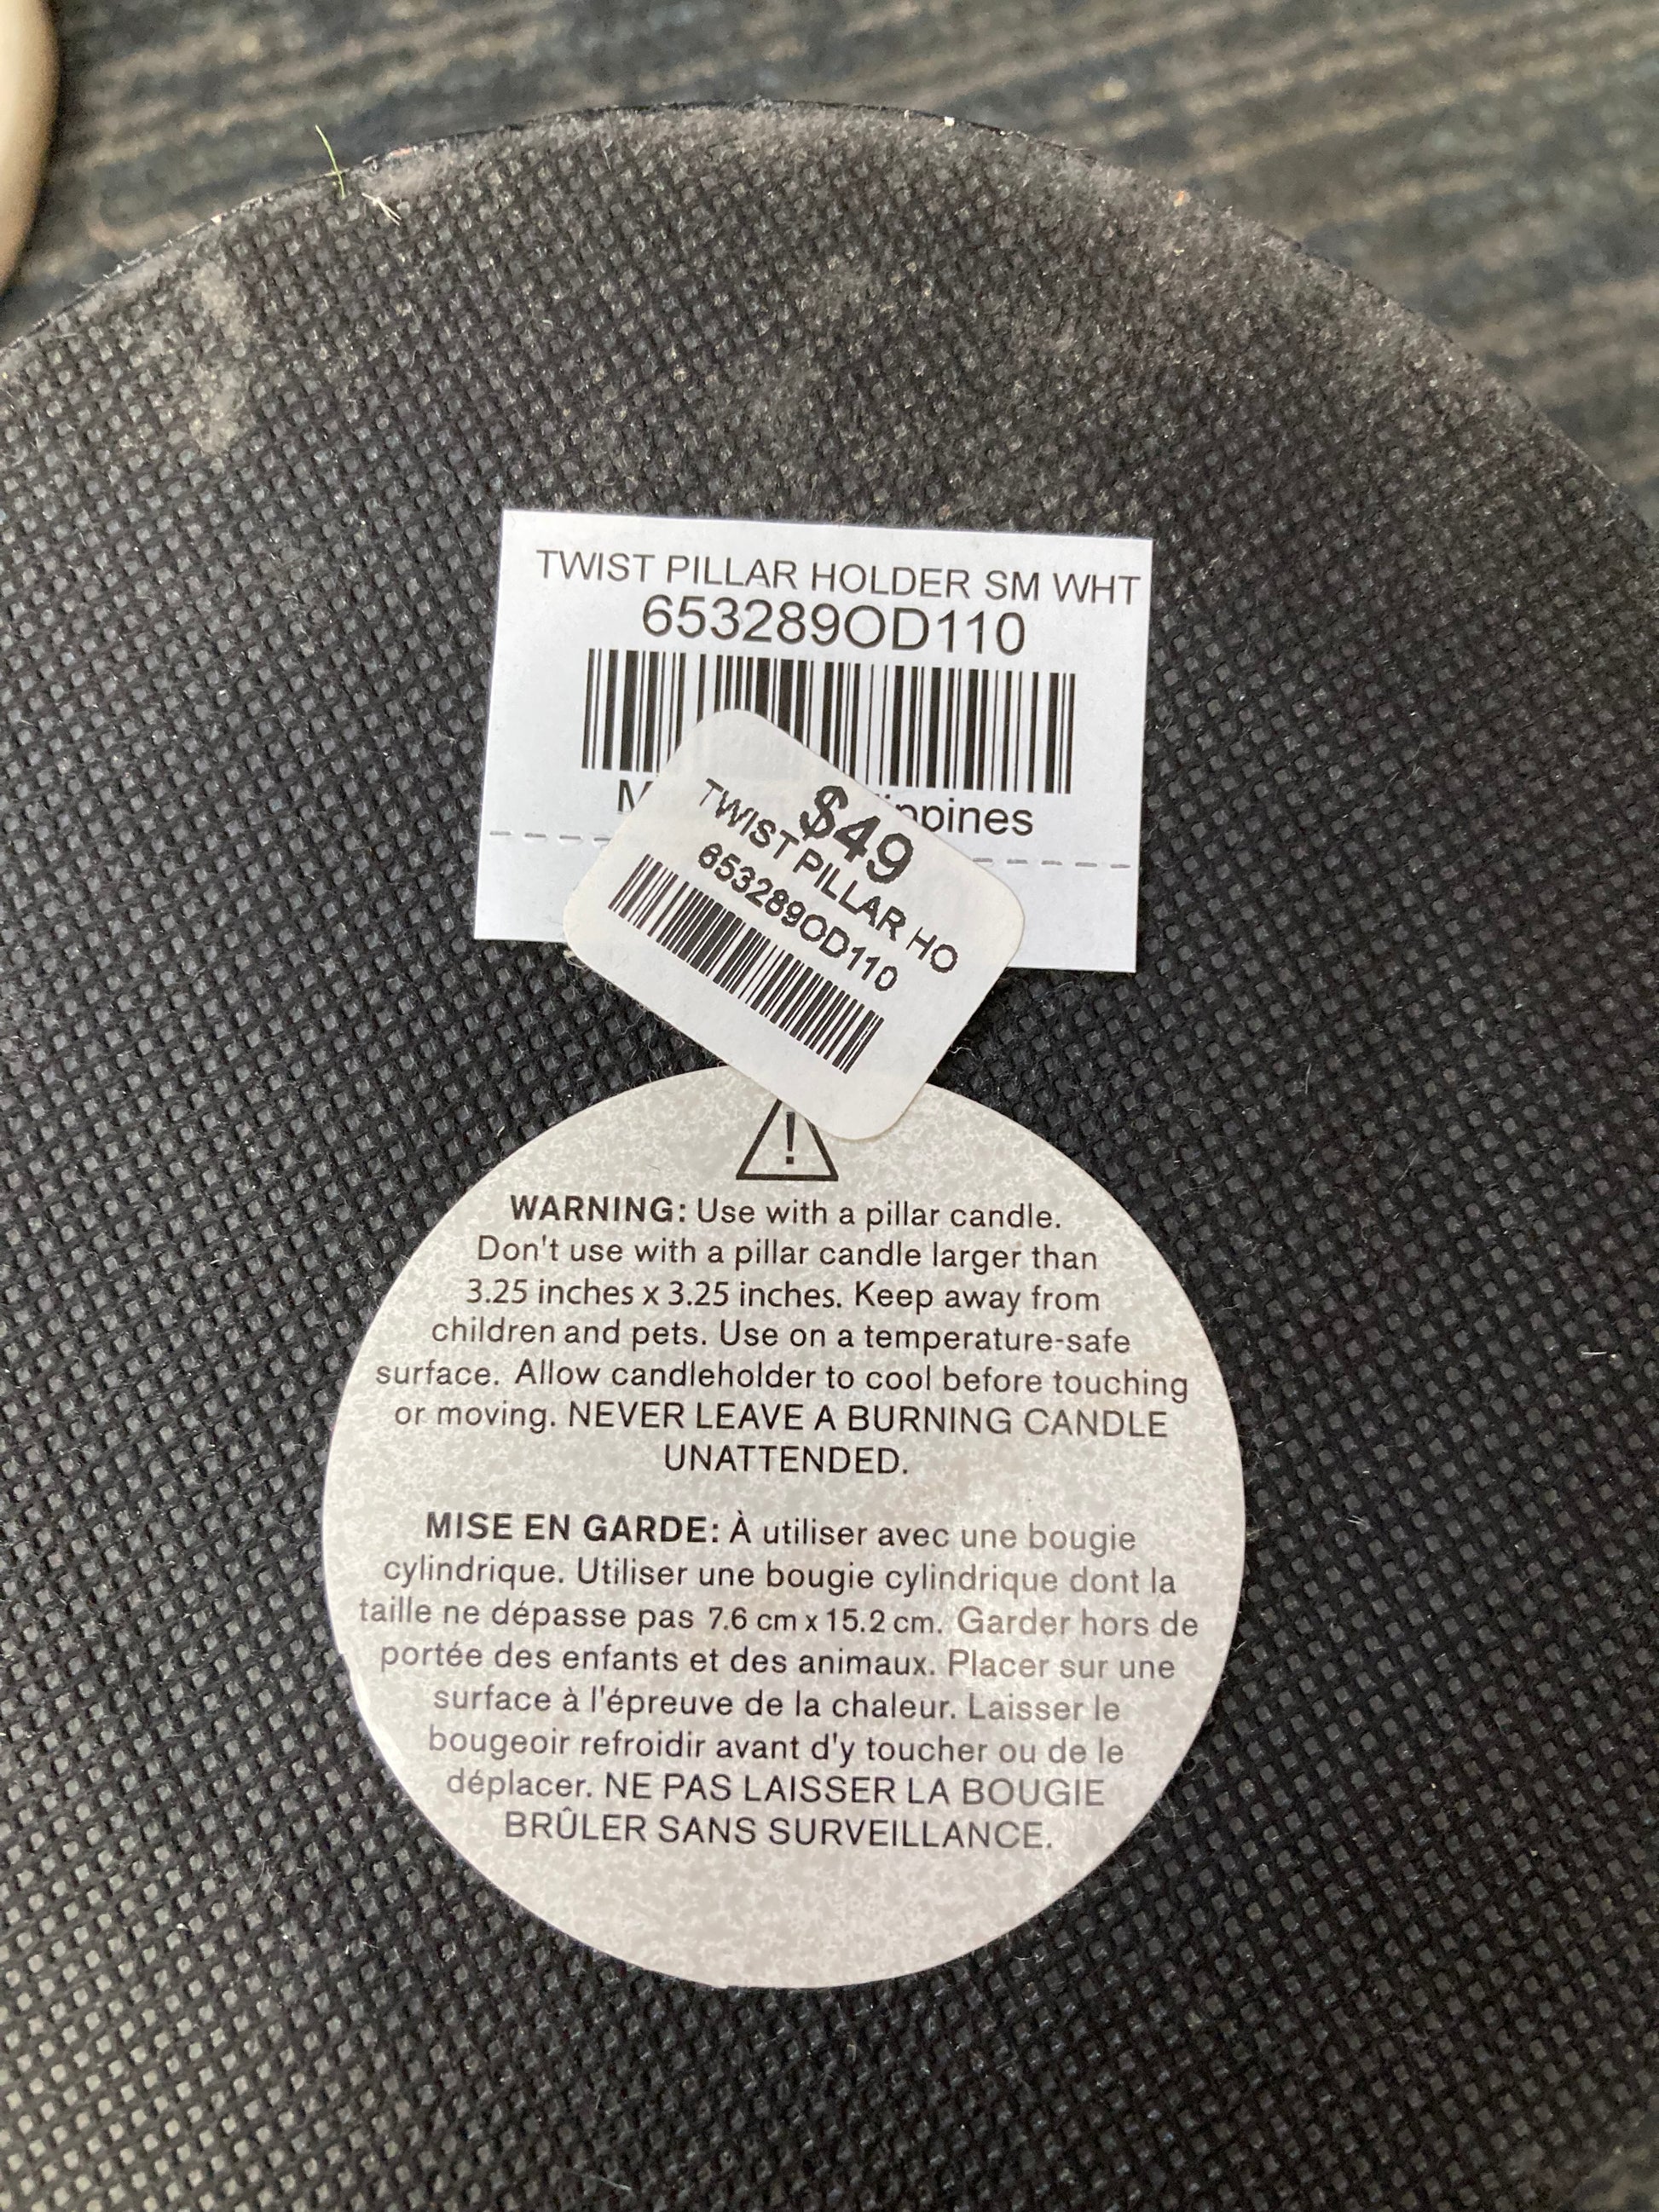 TWIST PILLAR HOLDER SM WHT
653289OD110
$49
TWIST PILLAR HO
653289OD110
WARNING: Use with a pillar candle.
Don't use with a pillar candle larger than
3.25 inches x 3.25 inches. Keep away from
children and pets. Use on a temperature-safe
surface. Allow candleholder to cool before touching
or moving. NEVER LEAVE A BURNING CANDLE
UNATTENDED.
MISE EN GARDE: À utiliser avec une bougie
cylindrique. Utiliser une bougie cylindrique dont la
taille ne dépasse pas 7.6 cm x 15.2 cm. Garder hors de
portée des enfants et des animaux. Placer sur une
surface à l'épreuve de la chaleur. Laisser le
bougeoir refroidir avant d'y toucher ou de le
déplacer. NE PAS LAISSER LA BOUGIE
BRÛLER SANS SURVEILLANCE.